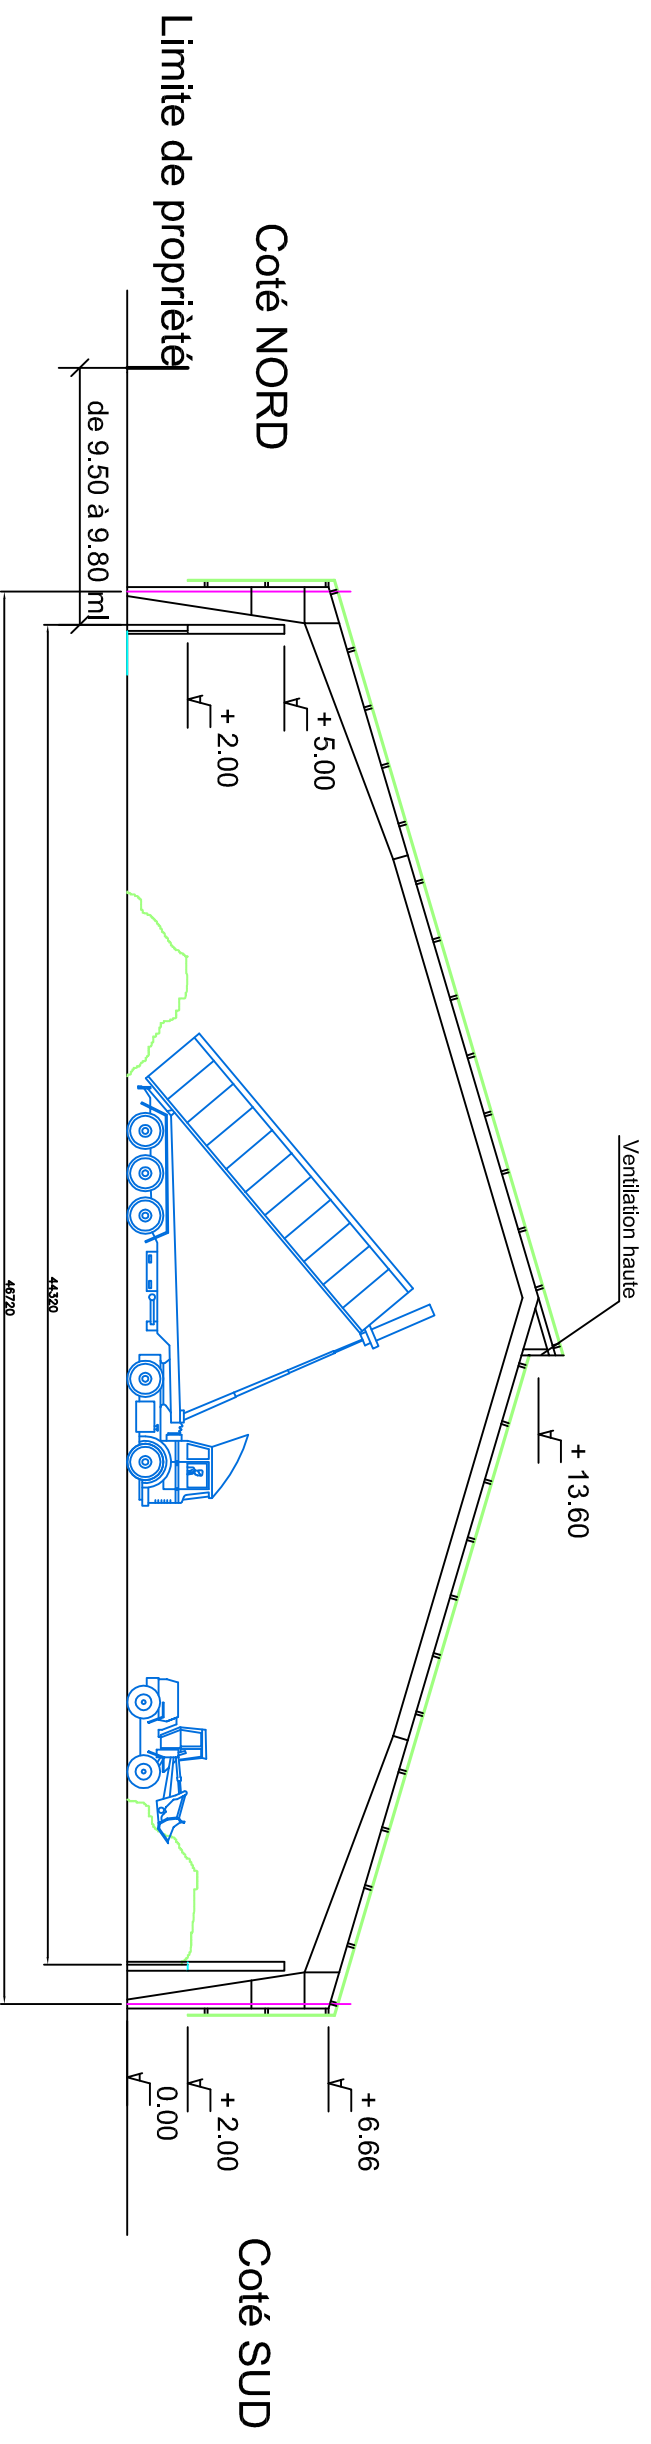 Ventilation haute
Coté NORD
Limite de proprièté
+ 13.60
+ 5.00
+ 2.00
+ 6.66
+ 2.00
0.00
Coté SUD
de 9.50 à 9.80 ml
44320
46720